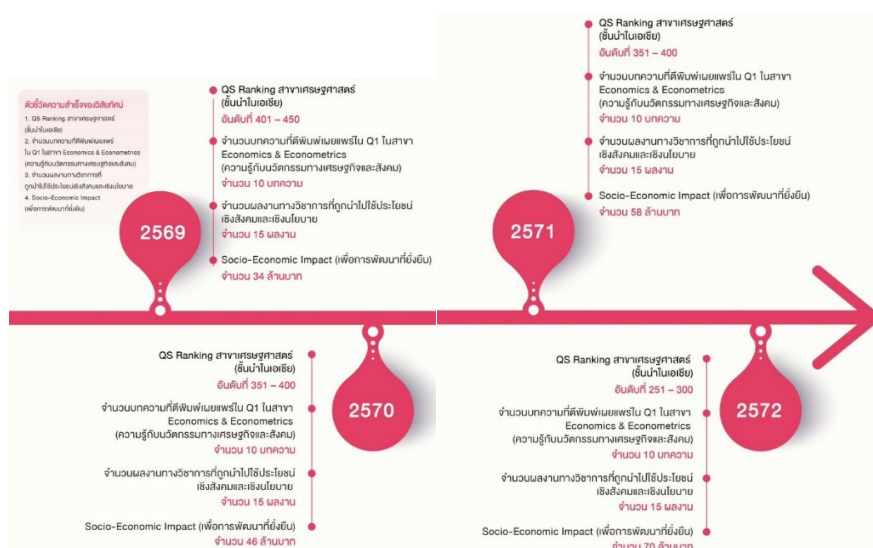 ตัวชี้วัดความสำเร็จของวิสัยทัศน์
1. QS Ranking สาขาเศรษฐศาสตร์
(ชั้นนำในเอเชีย)
2. จำนวนบทความที่ตีพิมพ์เผยแพร่
ใน Q1 ในสาขา Economics & Econometrics
(ความรู้กับนวัตกรรมทางเศรษฐกิจและสังคม)
3. จำนวนผลงานทางวิชาการที่
ถูกนำไปใช้ประโยชน์เชิงสังคมและเชิงนโยบาย
4. Socio-Economic Impact
(เพื่อการพัฒนาที่ยั่งยืน)
2569
QS Ranking สาขาเศรษฐศาสตร์
(ชั้นนำในเอเชีย)
อันดับที่ 401 – 450
จำนวนบทความที่ตีพิมพ์เผยแพร่ใน Q1 ในสาขา
Economics & Econometrics
(ความรู้กับนวัตกรรมทางเศรษฐกิจและสังคม)
จำนวน 10 บทความ
จำนวนผลงานทางวิชาการที่ถูกนำไปใช้ประโยชน์
เชิงสังคมและเชิงนโยบาย
จำนวน 15 ผลงาน
Socio-Economic Impact (เพื่อการพัฒนาที่ยั่งยืน)
จำนวน 34 ล้านบาท
QS Ranking สาขาเศรษฐศาสตร์
(ชั้นนำในเอเชีย)
อันดับที่ 351 – 400
จำนวนบทความที่ตีพิมพ์เผยแพร่ใน Q1 ในสาขา
Economics & Econometrics
(ความรู้กับนวัตกรรมทางเศรษฐกิจและสังคม)
จำนวน 10 บทความ
จำนวนผลงานทางวิชาการที่ถูกนำไปใช้ประโยชน์
เชิงสังคมและเชิงนโยบาย
จำนวน 15 ผลงาน
Socio-Economic Impact (เพื่อการพัฒนาที่ยั่งยืน)
จำนวน 46 ล้านบาท
2570
2571
QS Ranking สาขาเศรษฐศาสตร์
(ชั้นนำในเอเชีย)
อันดับที่ 351 – 400
จำนวนบทความที่ตีพิมพ์เผยแพร่ใน Q1 ในสาขา
Economics & Econometrics
(ความรู้กับนวัตกรรมทางเศรษฐกิจและสังคม)
จำนวน 10 บทความ
จำนวนผลงานทางวิชาการที่ถูกนำไปใช้ประโยชน์
เชิงสังคมและเชิงนโยบาย
จำนวน 15 ผลงาน
Socio-Economic Impact (เพื่อการพัฒนาที่ยั่งยืน)
จำนวน 58 ล้านบาท
QS Ranking สาขาเศรษฐศาสตร์
(ชั้นนำในเอเชีย)
อันดับที่ 251 – 300
จำนวนบทความที่ตีพิมพ์เผยแพร่ใน Q1 ในสาขา
Economics & Econometrics
(ความรู้กับนวัตกรรมทางเศรษฐกิจและสังคม)
จำนวน 10 บทความ
จำนวนผลงานทางวิชาการที่ถูกนำไปใช้ประโยชน์
เชิงสังคมและเชิงนโยบาย
จำนวน 15 ผลงาน
Socio-Economic Impact (เพื่อการพัฒนาที่ยั่งยืน)
จำนวน 70 ล้านบาท
2572